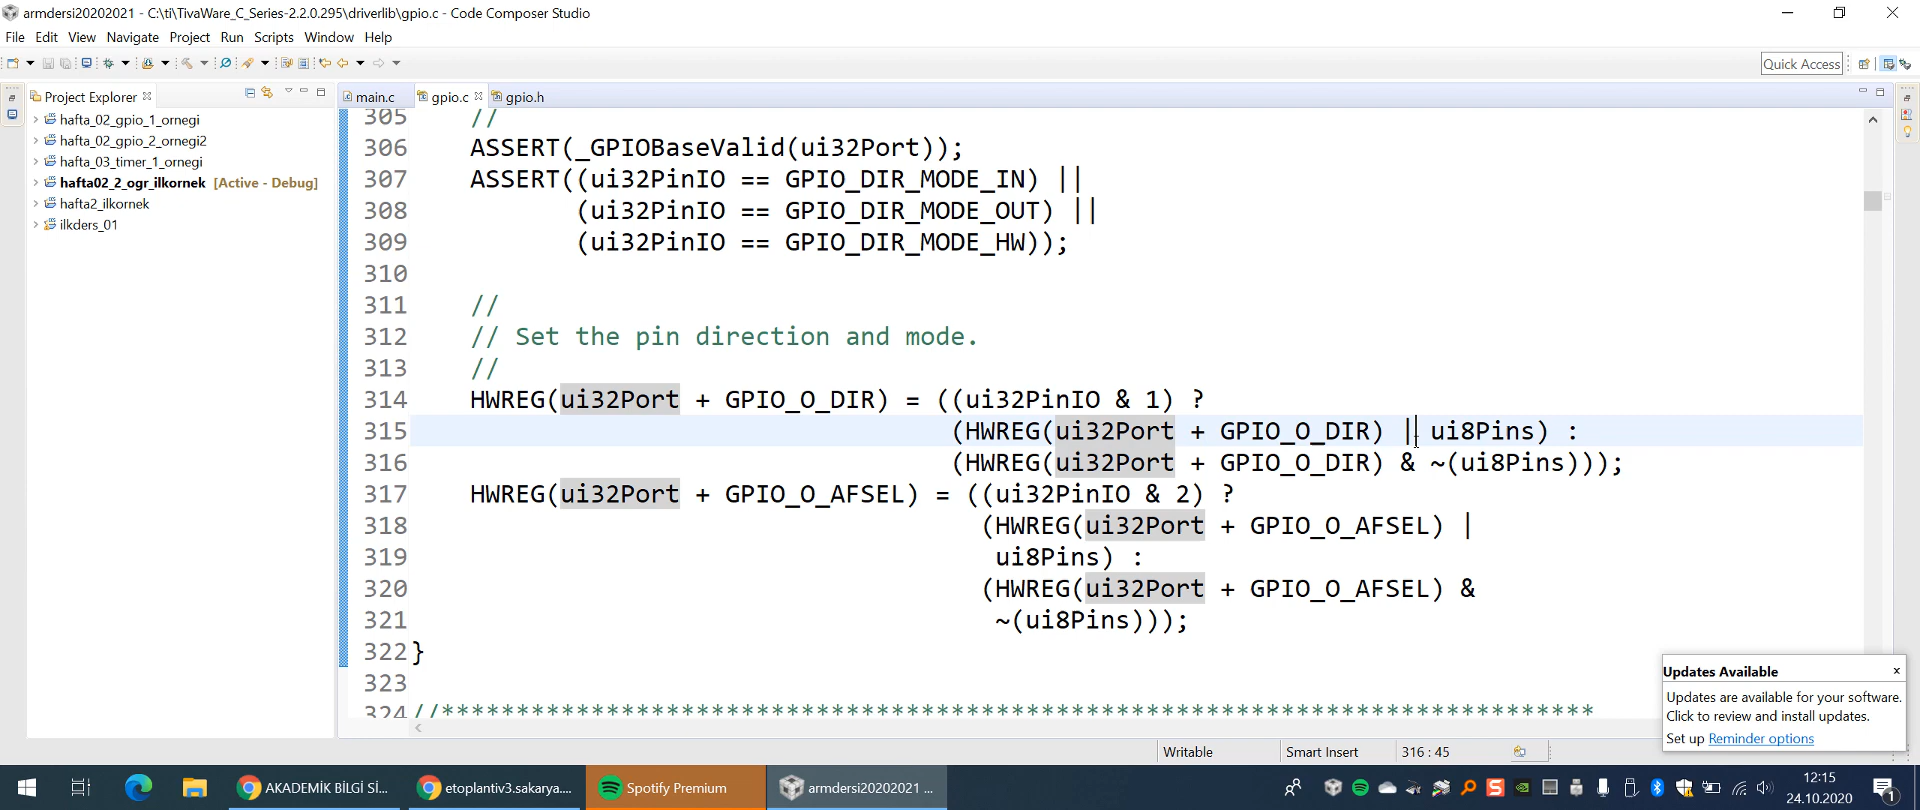 armdersi20202021 - C:\ti\TivaWare_C_Series-2.2.0.295\driverlib\gpio.c - Code Composer Studio
File Edit View Navigate Project Run Scripts Window Help
Quick Access
Project Explorer
main.c gpio.c gpio.h
hafta_02_gpio_1_ornegi
hafta_02_gpio_2_ornegi2
hafta_03_timer_1_ornegi
hafta02_2_ogr_ilkornek [Active - Debug]
hafta2_ilkornek
ilkders_01
305 //
306 ASSERT(_GPIOBaseValid(ui32Port));
307 ASSERT((ui32PinIO == GPIO_DIR_MODE_IN) ||
308 (ui32PinIO == GPIO_DIR_MODE_OUT) ||
309 (ui32PinIO == GPIO_DIR_MODE_HW));
310
311 //
312 // Set the pin direction and mode.
313 //
314 HWREG(ui32Port + GPIO_O_DIR) = ((ui32PinIO & 1) ?
315 (HWREG(ui32Port + GPIO_O_DIR) | ui8Pins) :
316 (HWREG(ui32Port + GPIO_O_DIR) & ~(ui8Pins)));
317 HWREG(ui32Port + GPIO_O_AFSEL) = ((ui32PinIO & 2) ?
318 (HWREG(ui32Port + GPIO_O_AFSEL) |
319 ui8Pins) :
320 (HWREG(ui32Port + GPIO_O_AFSEL) &
321 ~(ui8Pins)));
322 }
323
324 //*****************************************************************************
Updates Available
Updates are available for your software.
Click to review and install updates.
Set up Reminder options
Writable Smart Insert 316 : 45
AKADEMİK BİLGİ Sİ... etoplantiv3.sakarya.... Spotify Premium armdersi20202021 ...
12:15
24.10.2020
1